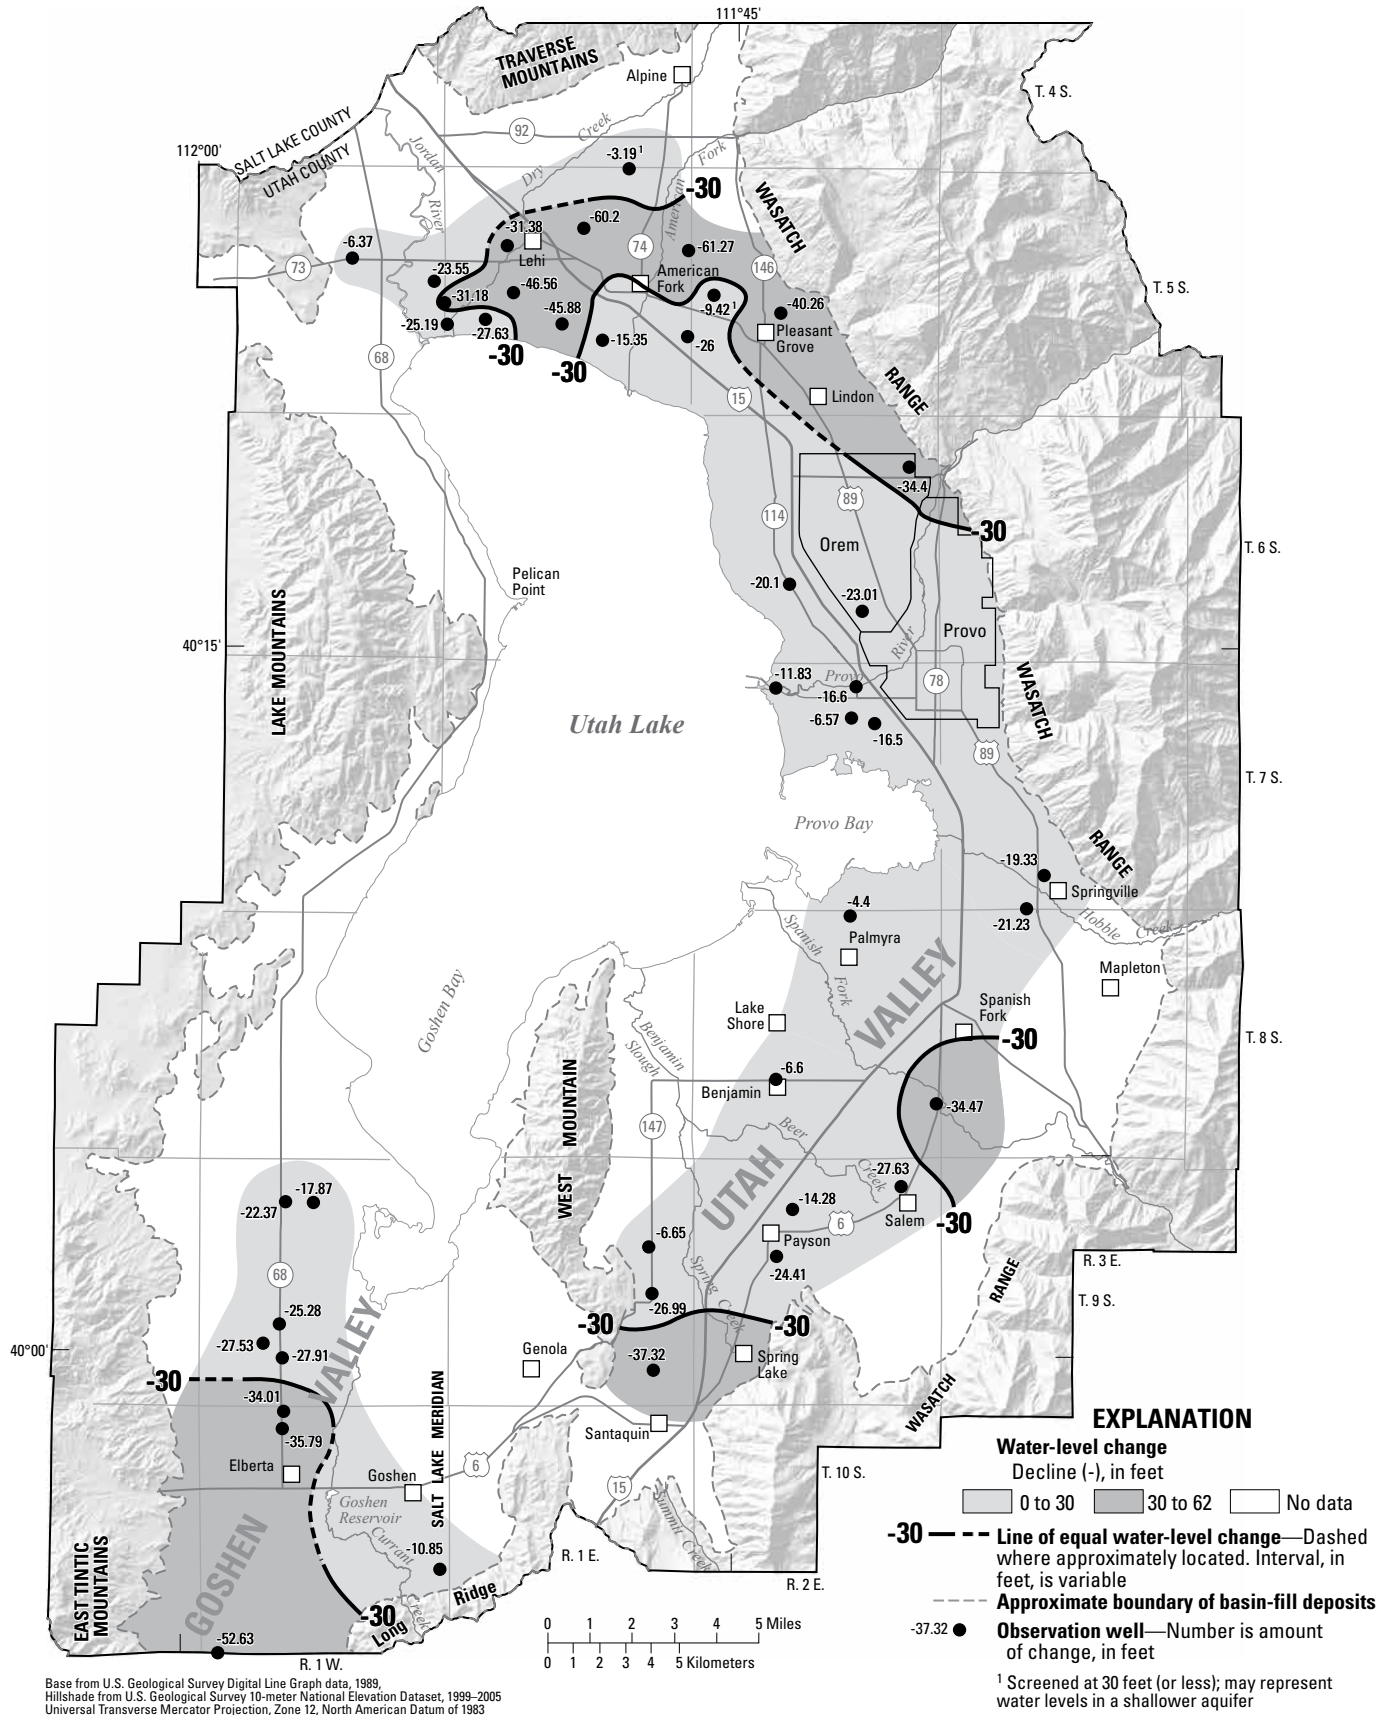 111°45'
TRAVERSE
MOUNTAINS
Alpine
T. 4 S.
92
Creek
Dry
SALT LAKE COUNTY
UTAH COUNTY
112°00'
Jordan
River
Fork
American
-3.19¹
-30
WASATCH
-60.2
-31.38
-6.37
74
-61.27
73
Lehi
146
-23.55
American
Fork
T. 5 S.
-46.56
-31.18
-9.42¹
-40.26
-45.88
-25.19
-27.63
Pleasant
Grove
-15.35
-26
-30
68
-30
RANGE
15
Lindon
-34.4
89
114
-30
Orem
T. 6 S.
Pelican
Point
-20.1
-23.01
LAKE MOUNTAINS
Provo
River
40°15'
-11.83
Provo
78
WASATCH
-16.6
-6.57
Utah Lake
-16.5
89
T. 7 S.
Provo Bay
-19.33
RANGE
Springville
-4.4
-21.23
Hobble
Creek
Spanish
Fork
Palmyra
VALLEY
Mapleton
Goshen Bay
Lake
Shore
Spanish
Fork
Benjamin
Slough
-30
T. 8 S.
-6.6
Benjamin
WEST MOUNTAIN
-34.47
147
Beer
Creek
UTAH
-27.63
-17.87
-22.37
-14.28
Salem
-30
6
-6.65
Payson
R. 3 E.
-24.41
68
Spring
Creek
RANGE
T. 9 S.
-25.28
-26.99
-30
-30
-27.53
-27.91
VALLEY
40°00'
Genola
-37.32
Spring
Lake
-30
-34.01
WASATCH
-35.79
Santaquin
SALT LAKE MERIDIAN
Elberta
Goshen
6
T. 10 S.
15
Goshen
Reservoir
Currant
Creek
Summit Creek
GOSHEN
EAST TINTIC
MOUNTAINS
-10.85
R. 1 E.
R. 2 E.
-30
Long
Ridge
-52.63
R. 1 W.
0 1 2 3 4 5 Miles
0 1 2 3 4 5 Kilometers
EXPLANATION
Water-level change
Decline (-), in feet
0 to 30
30 to 62
No data
-30
Line of equal water-level change—Dashed
where approximately located. Interval, in
feet, is variable
Approximate boundary of basin-fill deposits
-37.32
Observation well—Number is amount
of change, in feet
¹ Screened at 30 feet (or less); may represent
water levels in a shallower aquifer
Base from U.S. Geological Survey Digital Line Graph data, 1989,
Hillshade from U.S. Geological Survey 10-meter National Elevation Dataset, 1999–2005
Universal Transverse Mercator Projection, Zone 12, North American Datum of 1983